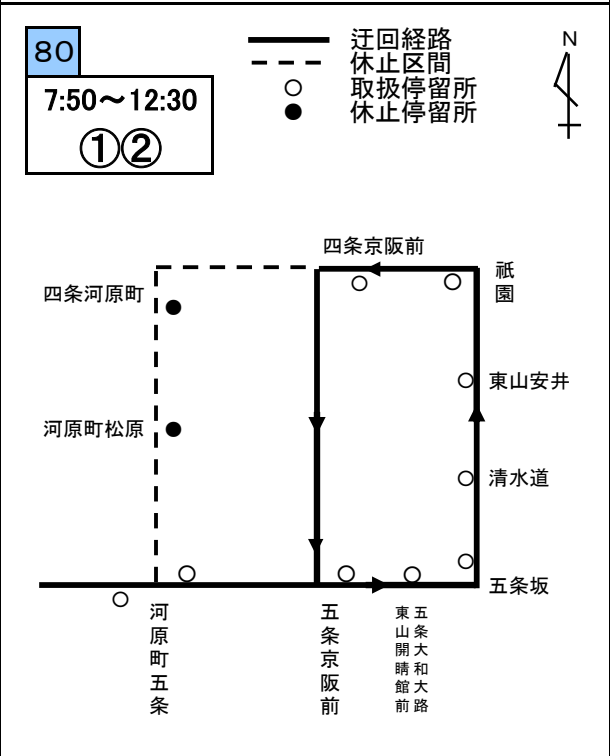 80
7:50～12:30
①②
迂回経路
休止区間
取扱停留所
休止停留所
N
四条京阪前
祇園
四条河原町
東山安井
河原町松原
清水道
五条坂
河原町五条
五条京阪前
五条大和大路
東山開睛館前